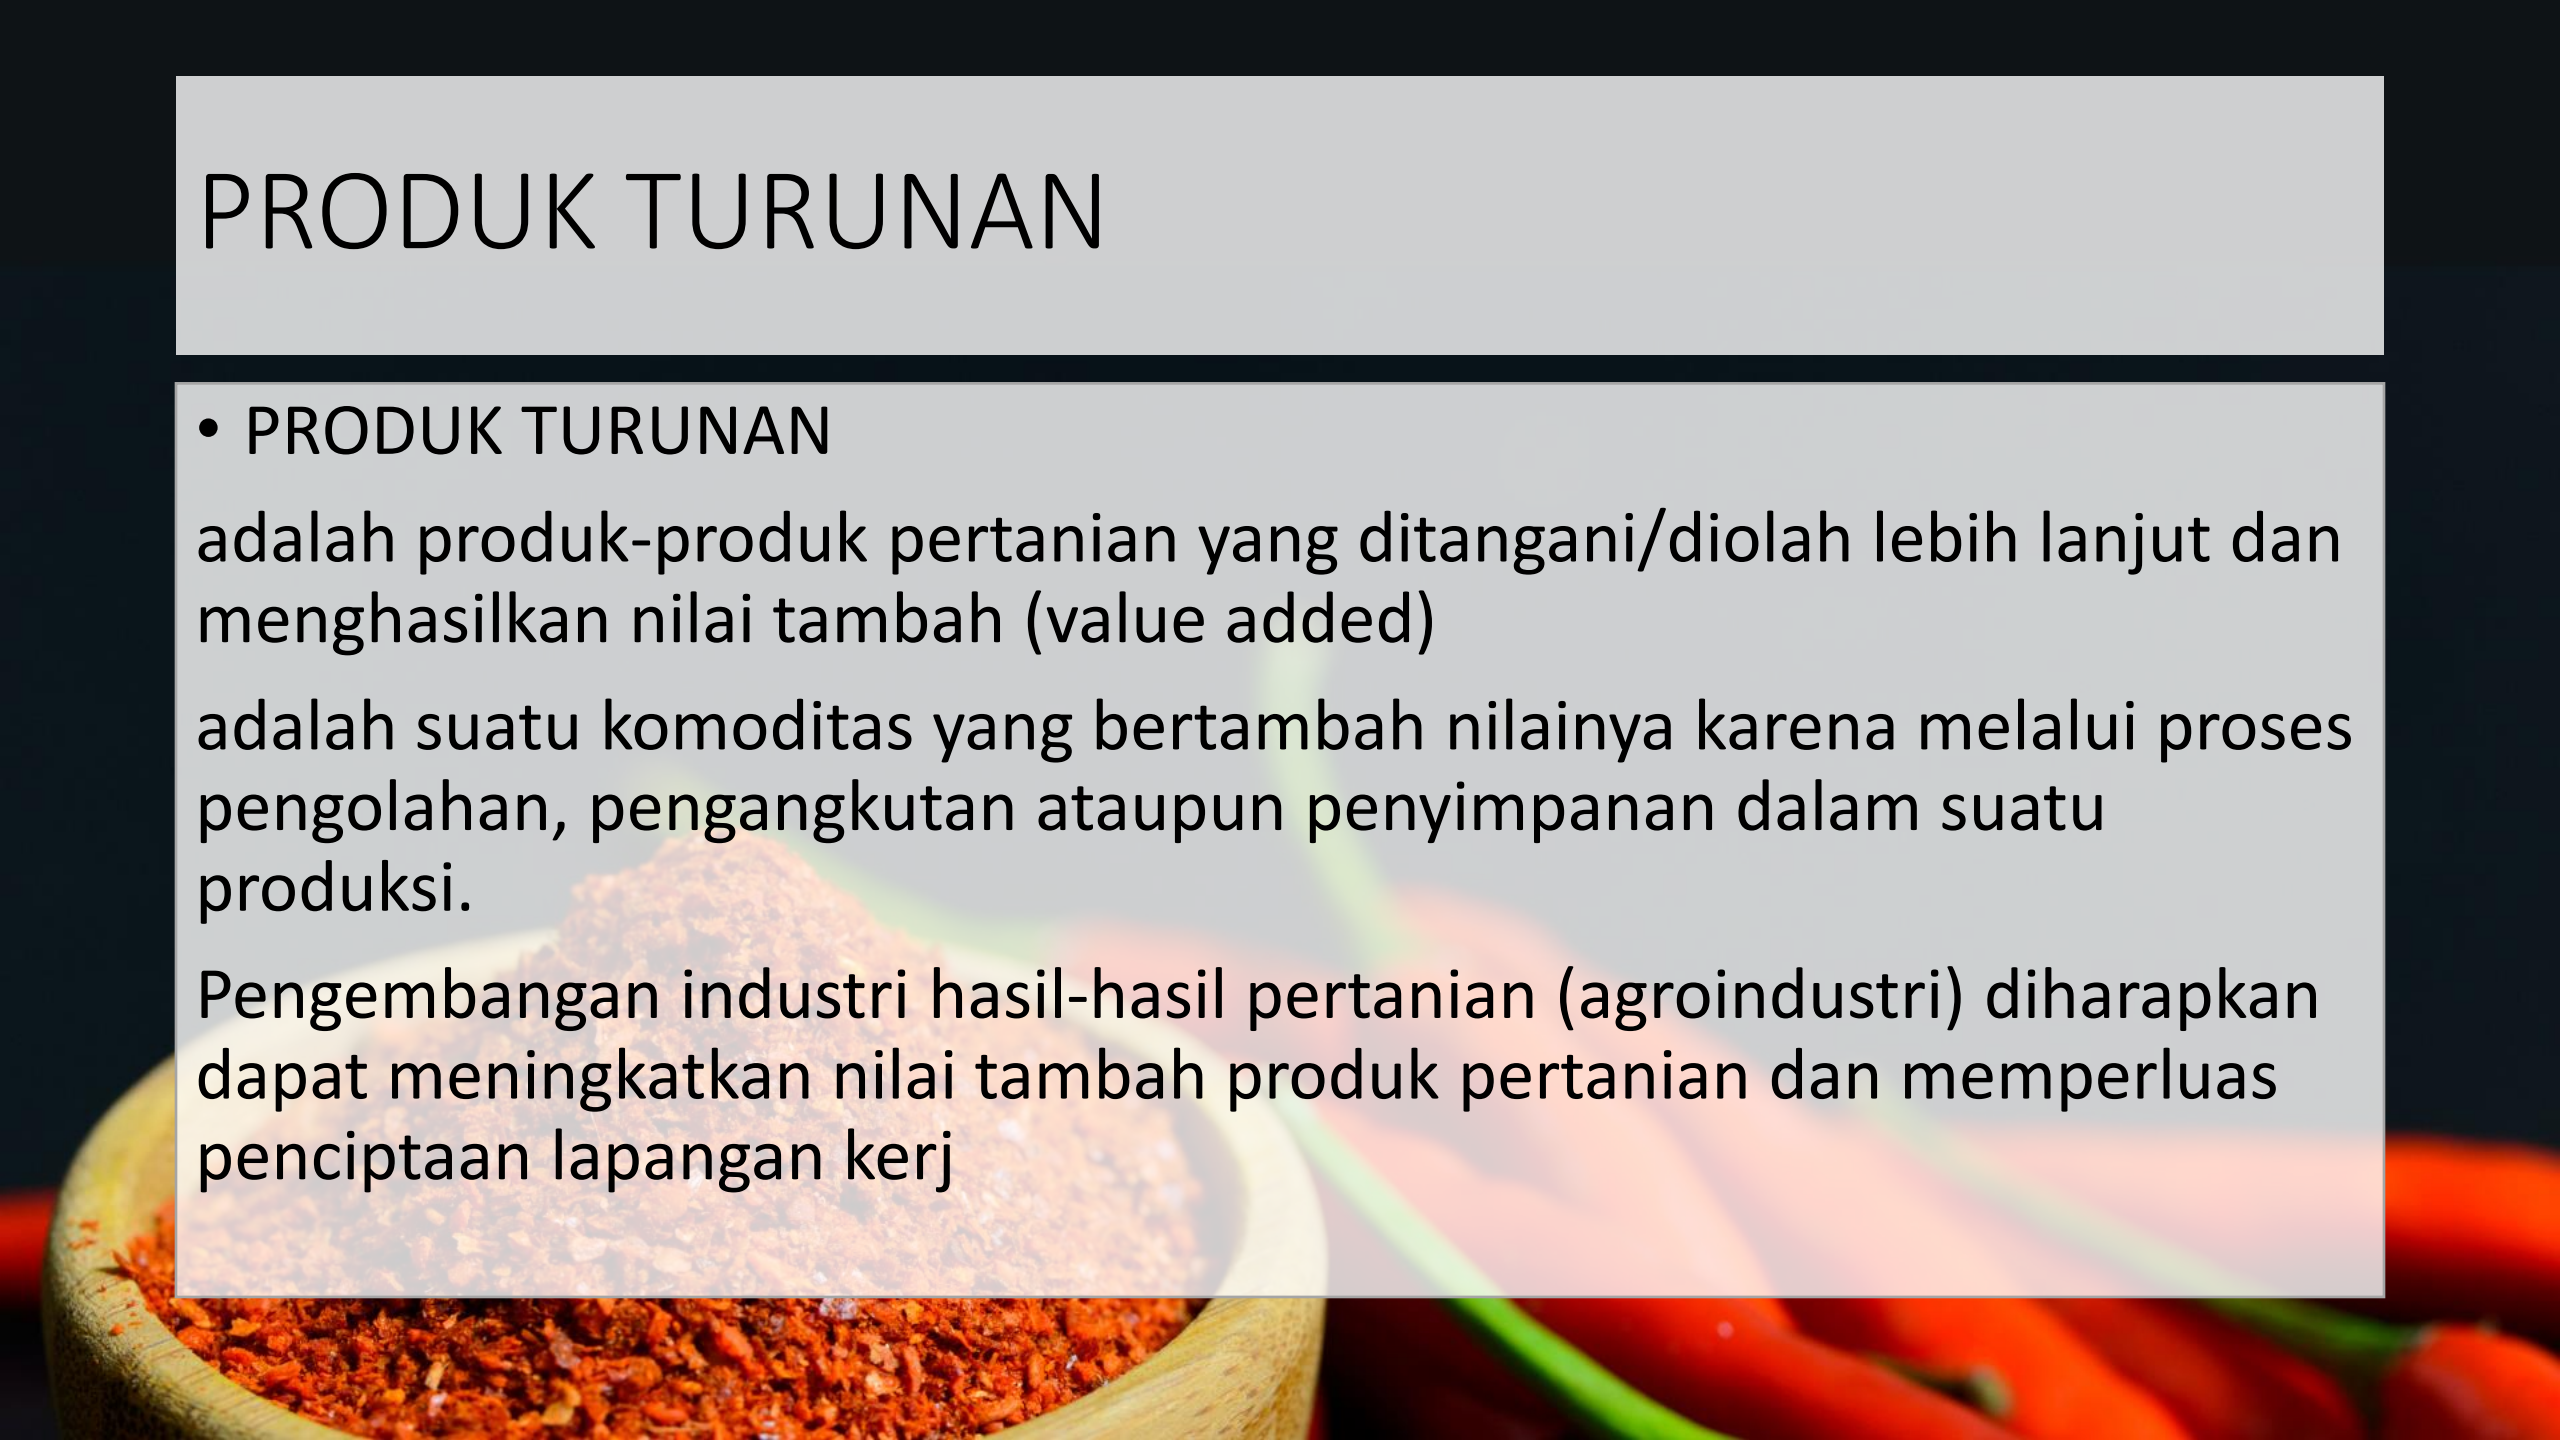 PRODUK TURUNAN
• PRODUK TURUNAN
adalah produk-produk pertanian yang ditangani/diolah lebih lanjut dan
menghasilkan nilai tambah (value added)
adalah suatu komoditas yang bertambah nilainya karena melalui proses
pengolahan, pengangkutan ataupun penyimpanan dalam suatu
produksi.
Pengembangan industri hasil-hasil pertanian (agroindustri) diharapkan
dapat meningkatkan nilai tambah produk pertanian dan memperluas
penciptaan lapangan kerj